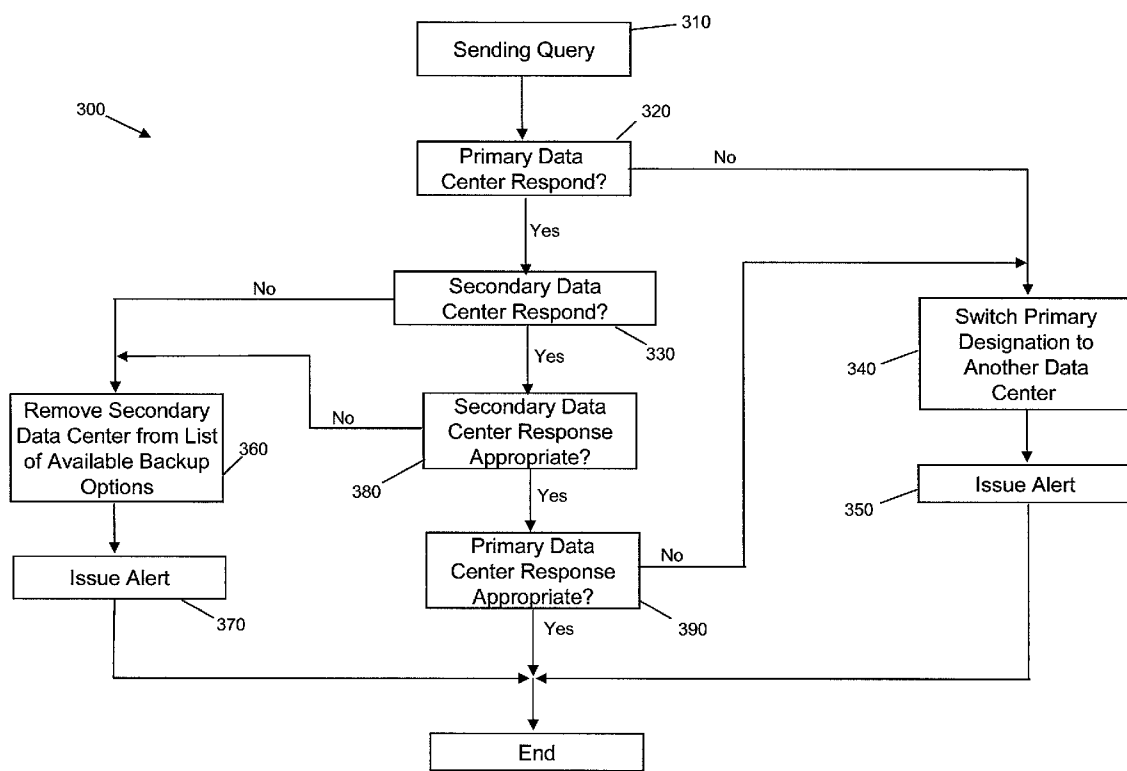 310
Sending Query
300
320
Primary Data
Center Respond?
No
Yes
No
Secondary Data
Center Respond?
330
Yes
Switch Primary
Designation to
Another Data
Center
340
Remove Secondary
Data Center from List
of Available Backup
Options
360
No
Secondary Data
Center Response
Appropriate?
380
Yes
Issue Alert
350
Primary Data
Center Response
Appropriate?
No
390
Issue Alert
370
Yes
End